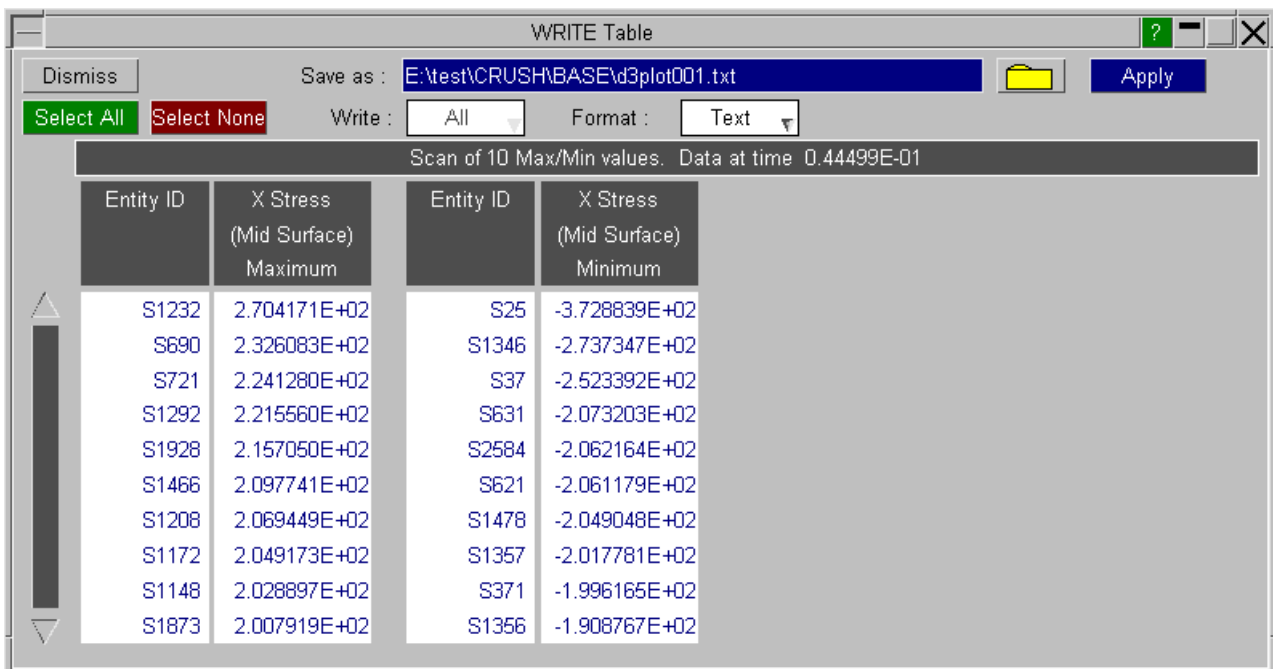 WRITE Table ?
Dismiss Save as : E:\test\CRUSH\BASE\d3plot001.txt Apply
Select All Select None Write : All Format : Text
Scan of 10 Max/Min values. Data at time 0.44499E-01
Entity ID X Stress Entity ID X Stress
(Mid Surface) (Mid Surface)
Maximum Minimum
S1232 2.704171E+02 S25 -3.728839E+02
S690 2.326083E+02 S1346 -2.737347E+02
S721 2.241280E+02 S37 -2.523392E+02
S1292 2.215560E+02 S631 -2.073203E+02
S1928 2.157050E+02 S2584 -2.062164E+02
S1466 2.097741E+02 S621 -2.061179E+02
S1208 2.069449E+02 S1478 -2.049048E+02
S1172 2.049173E+02 S1357 -2.017781E+02
S1148 2.028897E+02 S371 -1.996165E+02
S1873 2.007919E+02 S1356 -1.908767E+02